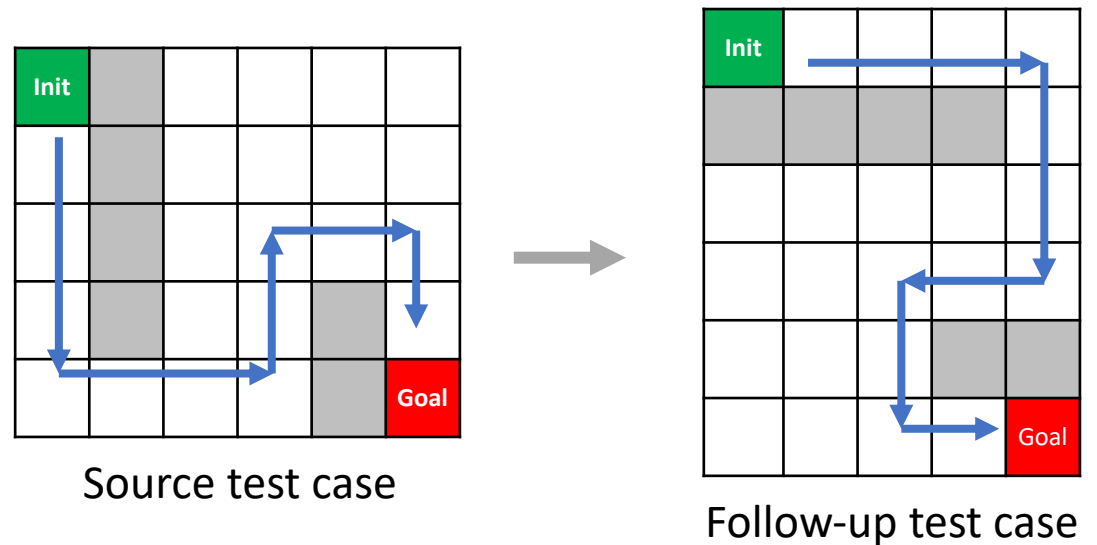 Init
Goal
Source test case
Init
Goal
Follow-up test case